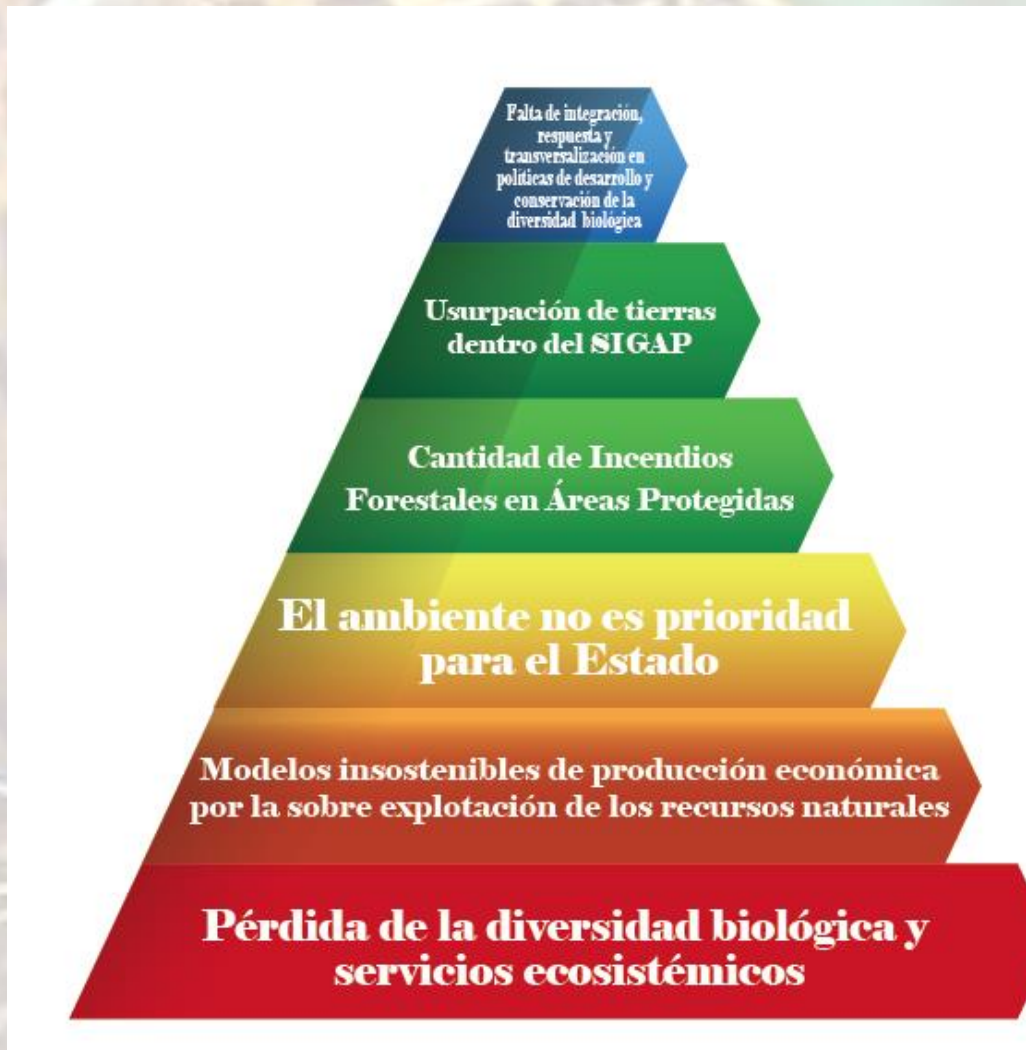 Falta de integración,
respuesta y
transversalización en
políticas de desarrollo y
conservación de la
diversidad biológica
Usurpación de tierras
dentro del SIGAP
Cantidad de Incendios
Forestales en Áreas Protegidas
El ambiente no es prioridad
para el Estado
Modelos insostenibles de producción económica
por la sobre explotación de los recursos naturales
Pérdida de la diversidad biológica y
servicios ecosistémicos